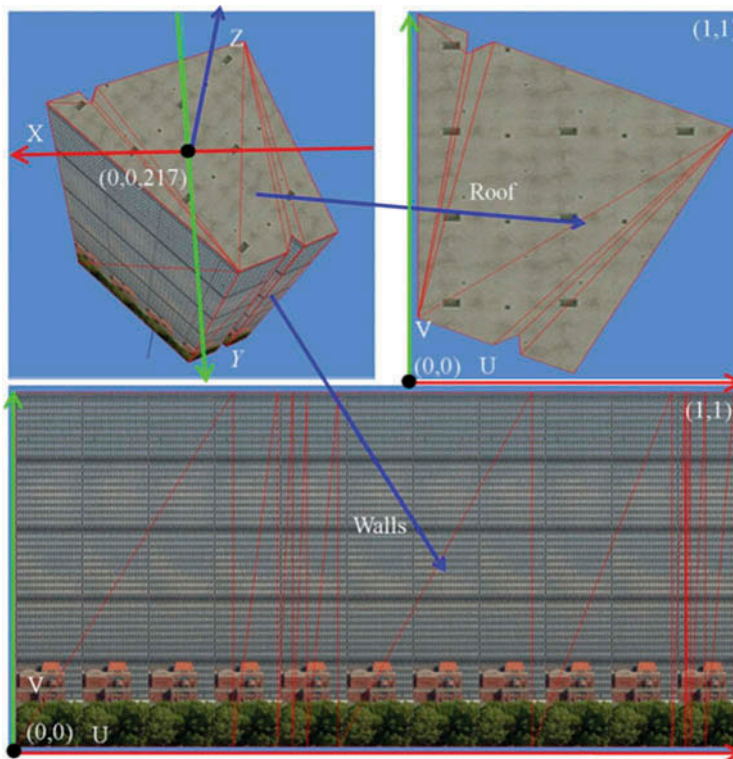 Z
(1,1)
X
(0,0,217)
Roof
Y
V
(0,0)
U
(1,1)
Walls
V
(0,0)
U